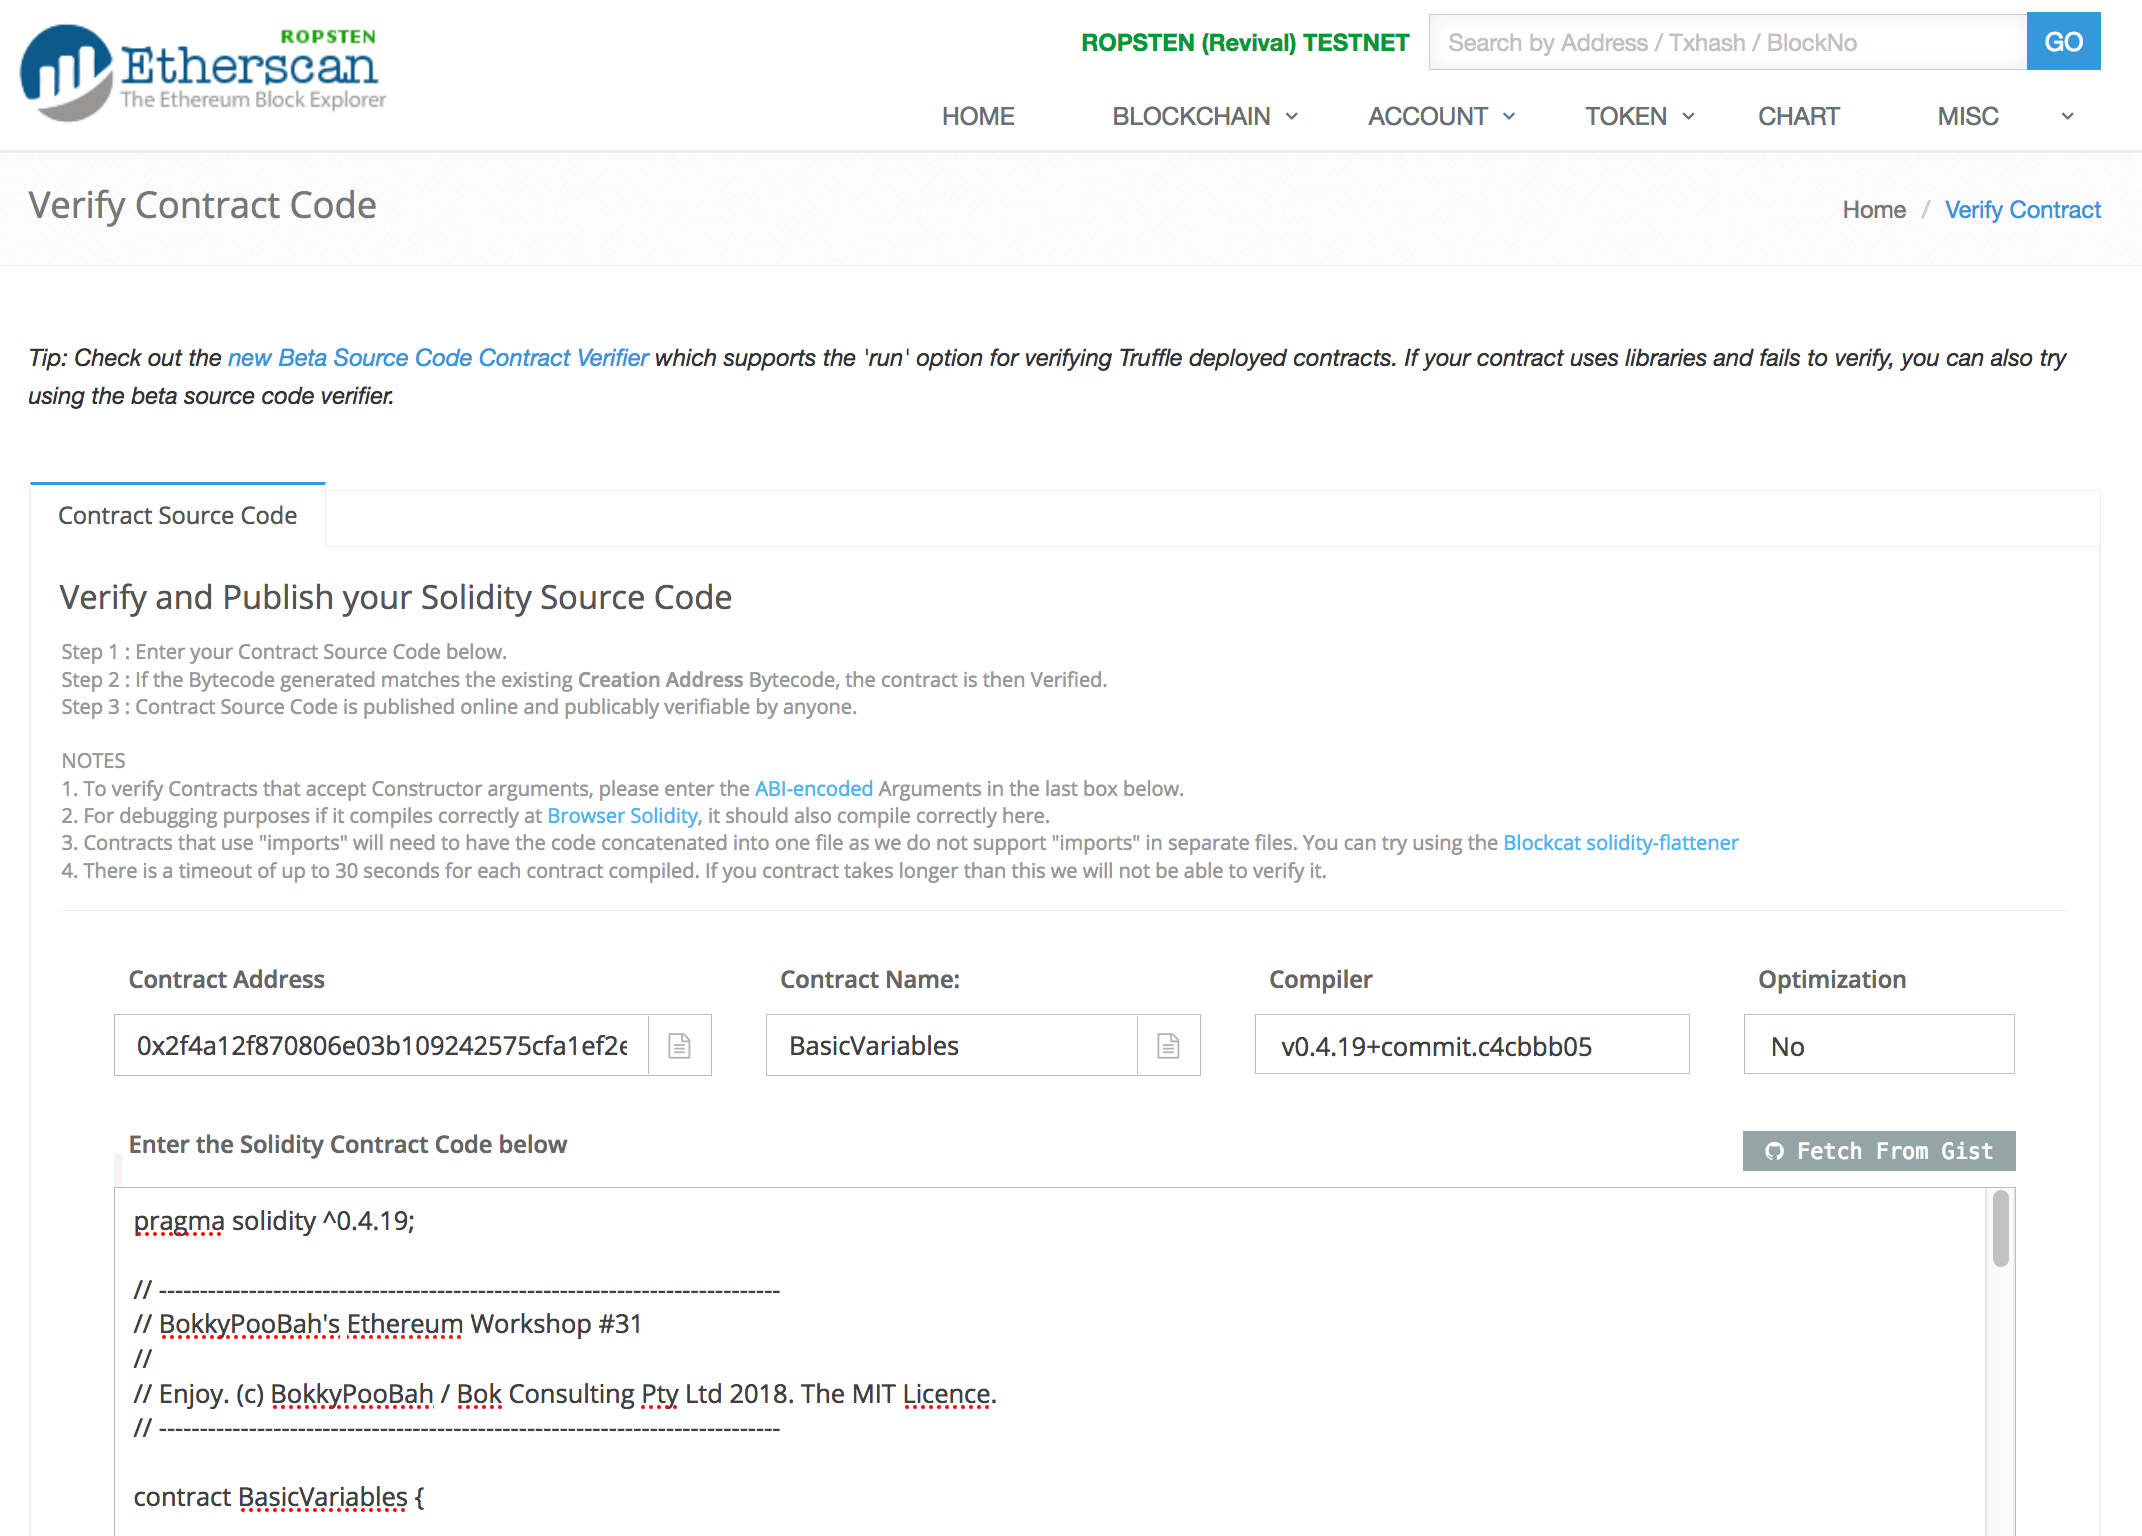 ROPSTEN
Etherscan
The Ethereum Block Explorer
ROPSTEN (Revival) TESTNET
Search by Address / Txhash / BlockNo
GO
HOME BLOCKCHAIN ACCOUNT TOKEN CHART MISC
Verify Contract Code
Home / Verify Contract
Tip: Check out the new Beta Source Code Contract Verifier which supports the 'run' option for verifying Truffle deployed contracts. If your contract uses libraries and fails to verify, you can also try
using the beta source code verifier.
Contract Source Code
Verify and Publish your Solidity Source Code
Step 1 : Enter your Contract Source Code below.
Step 2 : If the Bytecode generated matches the existing Creation Address Bytecode, the contract is then Verified.
Step 3 : Contract Source Code is published online and publicably verifiable by anyone.
NOTES
1. To verify Contracts that accept Constructor arguments, please enter the ABI-encoded Arguments in the last box below.
2. For debugging purposes if it compiles correctly at Browser Solidity, it should also compile correctly here.
3. Contracts that use "imports" will need to have the code concatenated into one file as we do not support "imports" in separate files. You can try using the Blockcat solidity-flattener
4. There is a timeout of up to 30 seconds for each contract compiled. If you contract takes longer than this we will not be able to verify it.
Contract Address Contract Name: Compiler Optimization
0x2f4a12f870806e03b109242575cfa1ef2e BasicVariables v0.4.19+commit.c4cbbb05 No
Enter the Solidity Contract Code below
Fetch From Gist
pragma solidity ^0.4.19;
// ----------------------------------------------------------------------------
// BokkyPooBah's Ethereum Workshop #31
//
// Enjoy. (c) BokkyPooBah / Bok Consulting Pty Ltd 2018. The MIT Licence.
// ----------------------------------------------------------------------------
contract BasicVariables {